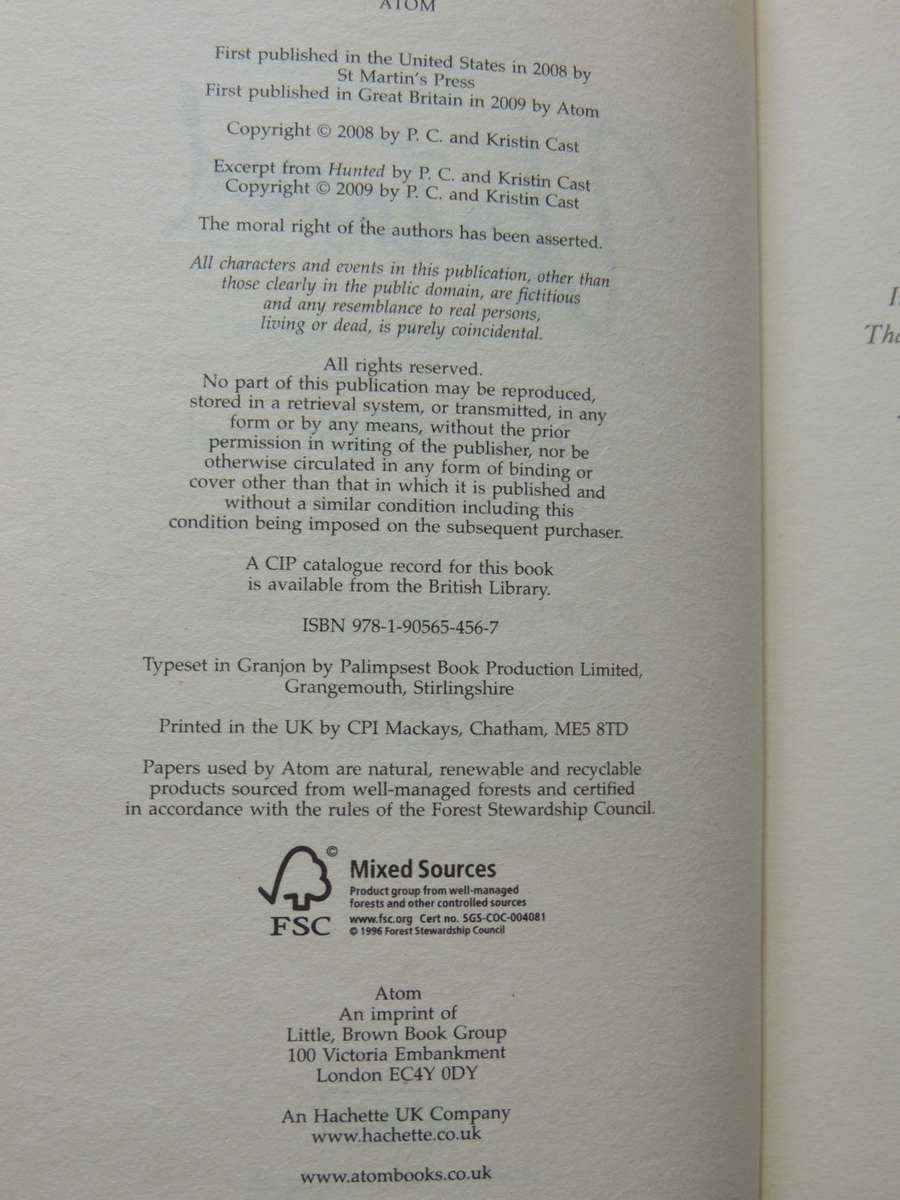 ATOM
First published in the United States in 2008 by
St Martin's Press
First published in Great Britain in 2009 by Atom
Copyright © 2008 by P. C. and Kristin Cast
Excerpt from Hunted by P. C. and Kristin Cast
Copyright © 2009 by P. C. and Kristin Cast
The moral right of the authors has been asserted.
All characters and events in this publication, other than
those clearly in the public domain, are fictitious
and any resemblance to real persons,
living or dead, is purely coincidental.
All rights reserved.
No part of this publication may be reproduced,
stored in a retrieval system, or transmitted, in any
form or by any means, without the prior
permission in writing of the publisher, nor be
otherwise circulated in any form of binding or
cover other than that in which it is published and
without a similar condition including this
condition being imposed on the subsequent purchaser.
A CIP catalogue record for this book
is available from the British Library.
ISBN 978-1-90565-456-7
Typeset in Granjon by Palimpsest Book Production Limited,
Grangemouth, Stirlingshire
Printed in the UK by CPI Mackays, Chatham, ME5 8TD
Papers used by Atom are natural, renewable and recyclable
products sourced from well-managed forests and certified
in accordance with the rules of the Forest Stewardship Council.
©
FSC
Mixed Sources
Product group from well-managed
forests and other controlled sources
www.fsc.org Cert no. SGS-COC-004081
© 1996 Forest Stewardship Council
Atom
An imprint of
Little, Brown Book Group
100 Victoria Embankment
London EC4Y 0DY
An Hachette UK Company
www.hachette.co.uk
www.atombooks.co.uk